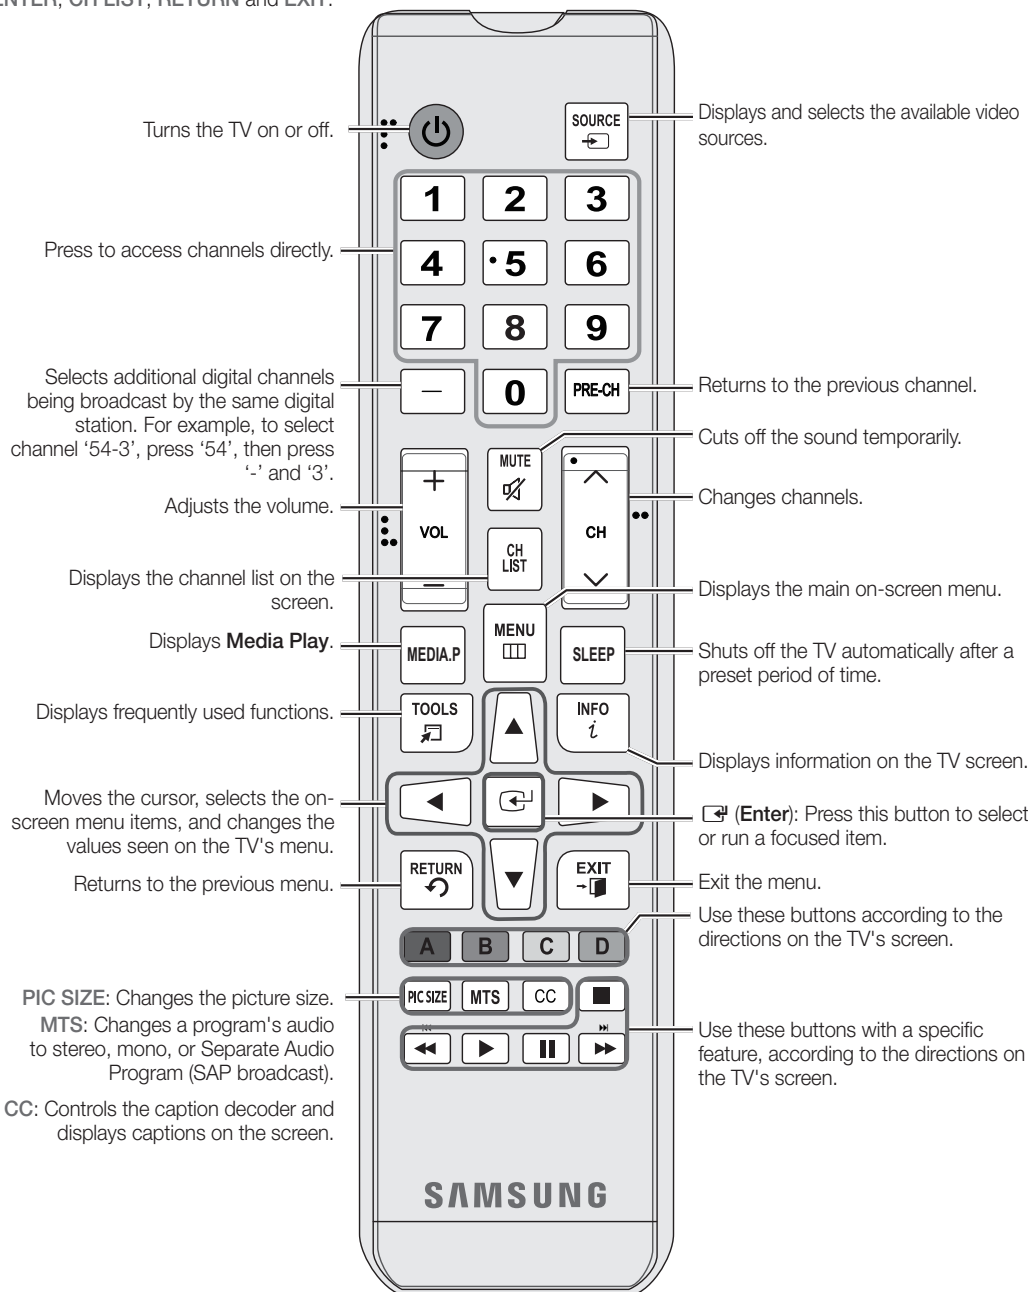 ENTER, CH LIST, RETURN and EXIT.
Turns the TV on or off.
SOURCE
Displays and selects the available video
sources.
1 2 3
Press to access channels directly.
4 5 6
7 8 9
Selects additional digital channels
being broadcast by the same digital
station. For example, to select
channel ‘54-3’, press ‘54’, then press
‘-’ and ‘3’.
— 0 PRE-CH
Returns to the previous channel.
MUTE
Cuts off the sound temporarily.
Adjusts the volume.
+
VOL
—
CH
Changes channels.
CH
LIST
Displays the channel list on the
screen.
MENU
Displays the main on-screen menu.
Displays Media Play.
MEDIA.P
SLEEP
Shuts off the TV automatically after a
preset period of time.
Displays frequently used functions.
TOOLS
INFO
i
Displays information on the TV screen.
Moves the cursor, selects the on-
screen menu items, and changes the
values seen on the TV's menu.
(Enter): Press this button to select
or run a focused item.
Returns to the previous menu.
RETURN
EXIT
Exit the menu.
A B C D
Use these buttons according to the
directions on the TV's screen.
PIC SIZE: Changes the picture size.
MTS: Changes a program's audio
to stereo, mono, or Separate Audio
Program (SAP broadcast).
CC: Controls the caption decoder and
displays captions on the screen.
PIC SIZE MTS CC
Use these buttons with a specific
feature, according to the directions on
the TV's screen.
SAMSUNG